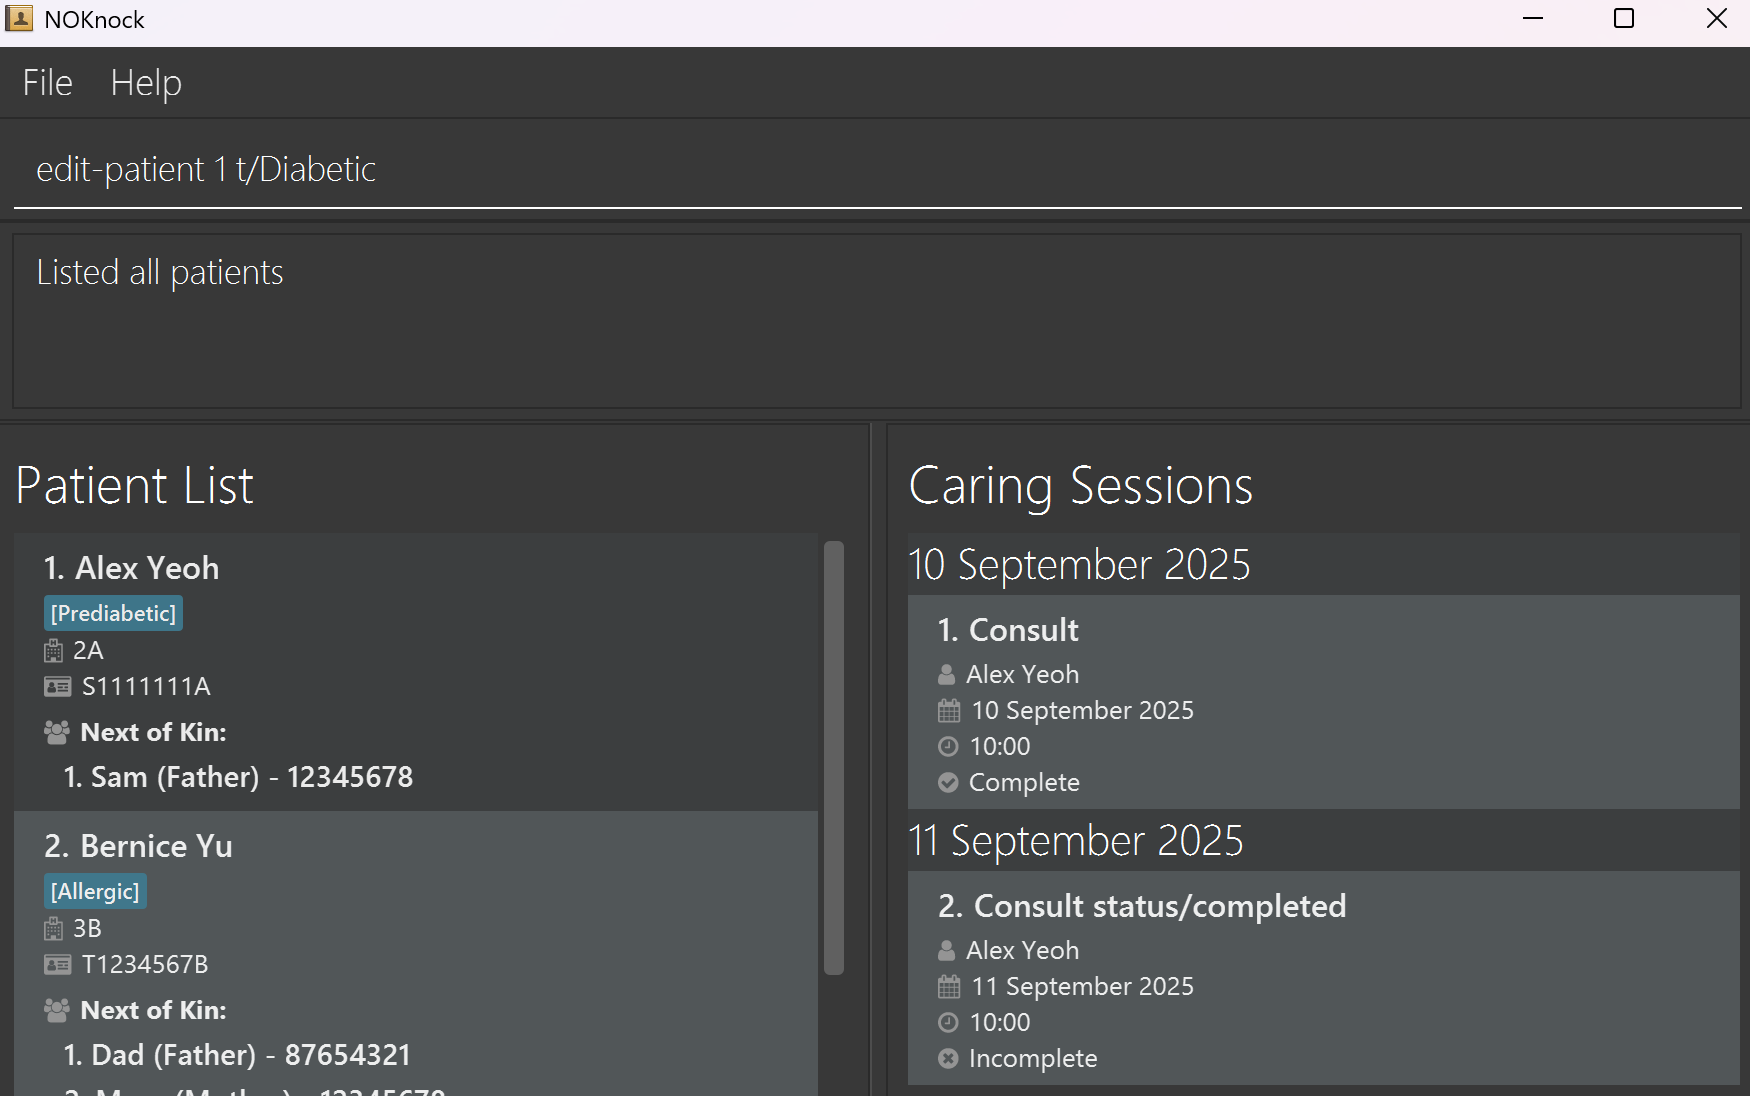 NOKnock
File Help
edit-patient 1 t/Diabetic
Listed all patients
Patient List
1. Alex Yeoh
[Prediabetic]
2A
S1111111A
Next of Kin:
1. Sam (Father) - 12345678
2. Bernice Yu
[Allergic]
3B
T1234567B
Next of Kin:
1. Dad (Father) - 87654321
Caring Sessions
10 September 2025
1. Consult
Alex Yeoh
10 September 2025
10:00
Complete
11 September 2025
2. Consult status/completed
Alex Yeoh
11 September 2025
10:00
Incomplete